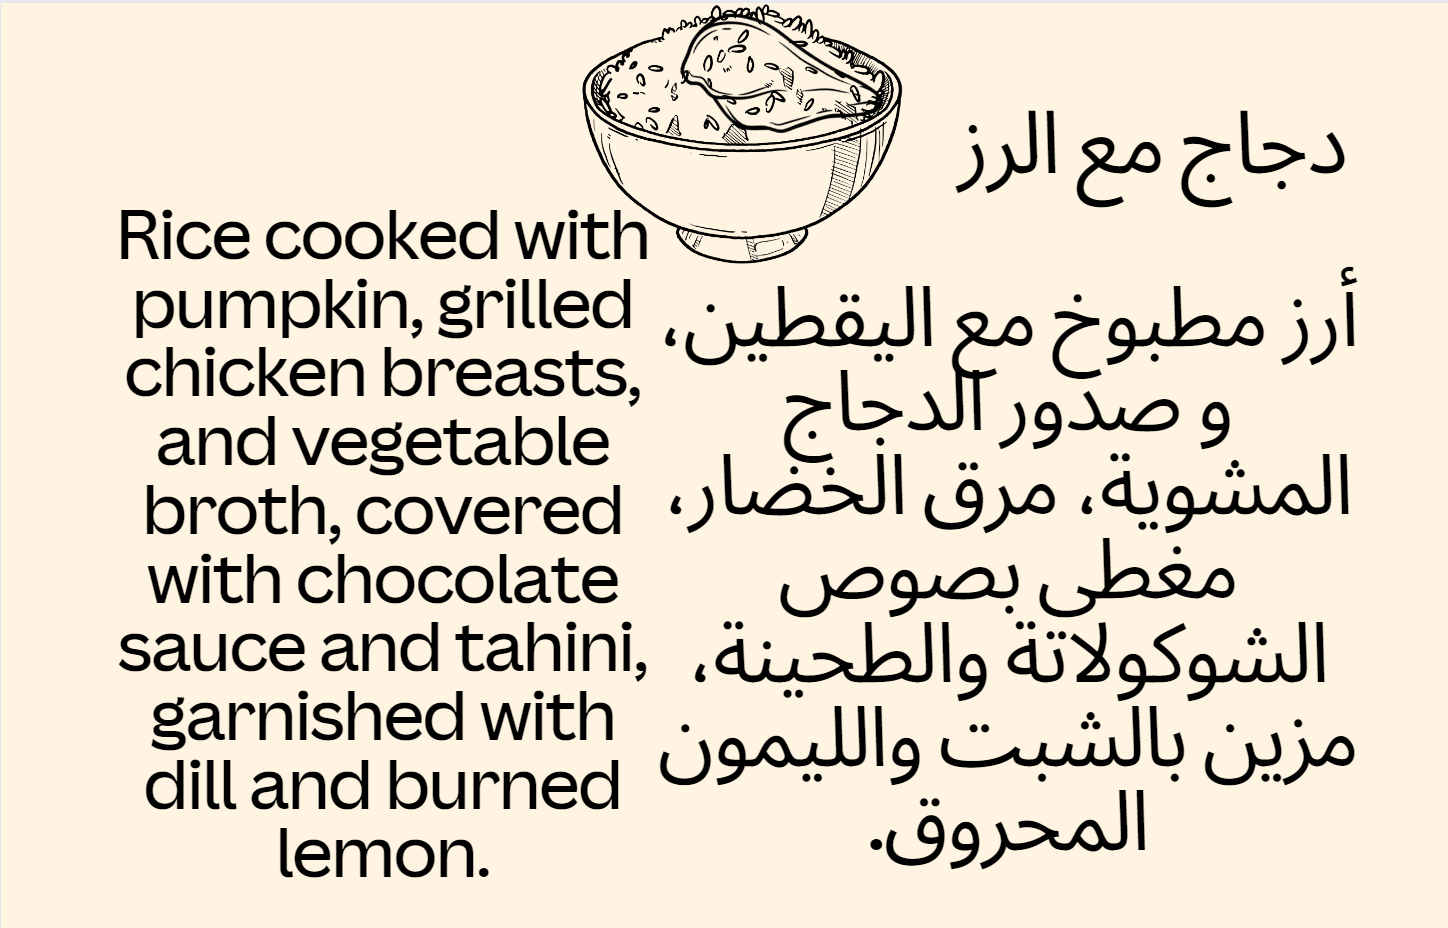 دجاج مع الرز
Rice cooked with
pumpkin, grilled
chicken breasts,
and vegetable
broth, covered
with chocolate
sauce and tahini,
garnished with
dill and burned
lemon.
أرز مطبوخ مع اليقطين،
و صدور الدجاج
المشوية، مرق الخضار،
مغطى بصوص
الشوكولاتة والطحينة،
مزين بالشبت والليمون
المحروق.